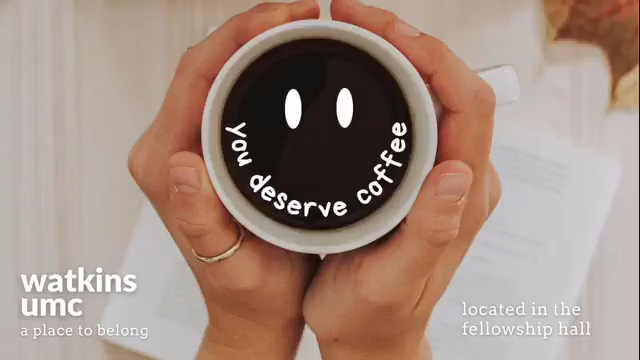 you deserve coffee
watkins
umc
a place to belong
located in the
fellowship hall